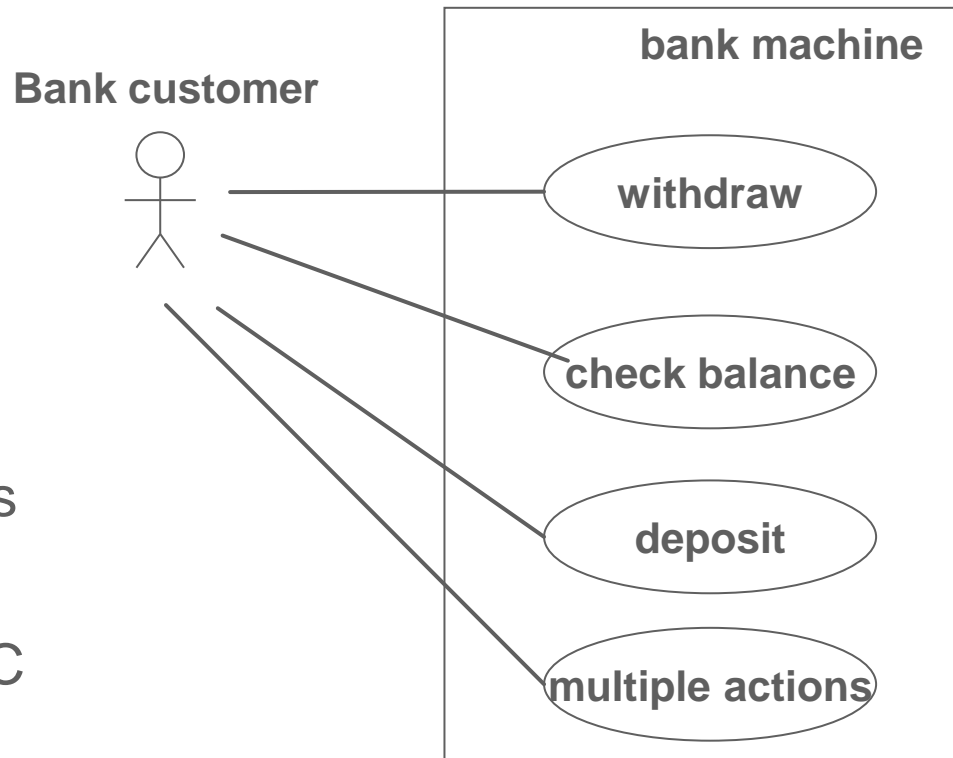 bank machine
Bank customer
withdraw
check balance
s
deposit
C
multiple actions